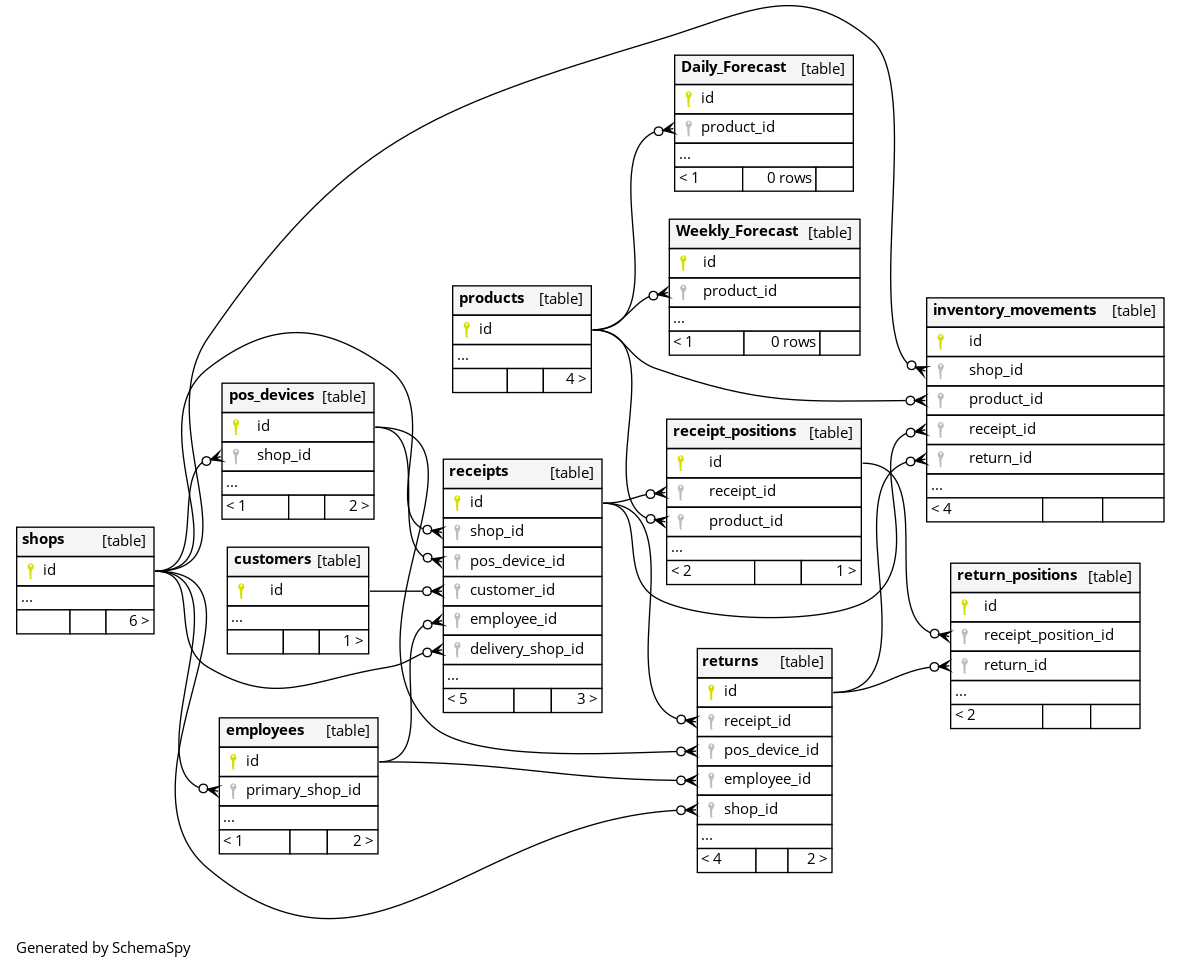 Daily_Forecast [table]
id
product_id
...
< 1 0 rows
Weekly_Forecast [table]
id
product_id
...
< 1 0 rows
products [table]
id
...
4 >
inventory_movements [table]
id
shop_id
product_id
receipt_id
return_id
...
< 4
pos_devices [table]
id
shop_id
...
< 1 2 >
receipt_positions [table]
id
receipt_id
product_id
...
< 2 1 >
receipts [table]
id
shop_id
pos_device_id
customer_id
employee_id
delivery_shop_id
...
< 5 3 >
shops [table]
id
...
6 >
customers [table]
id
...
1 >
return_positions [table]
id
receipt_position_id
return_id
...
< 2
returns [table]
id
receipt_id
pos_device_id
employee_id
shop_id
...
< 4 2 >
employees [table]
id
primary_shop_id
...
< 1 2 >
Generated by SchemaSpy